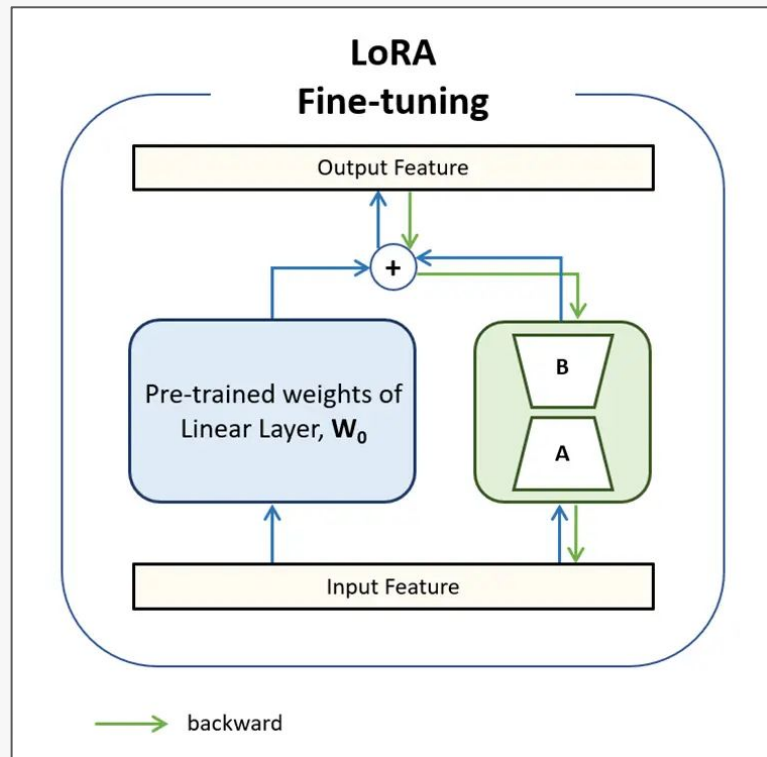 LoRA
Fine-tuning
Output Feature
+
Pre-trained weights of
Linear Layer, W₀
B
A
Input Feature
backward